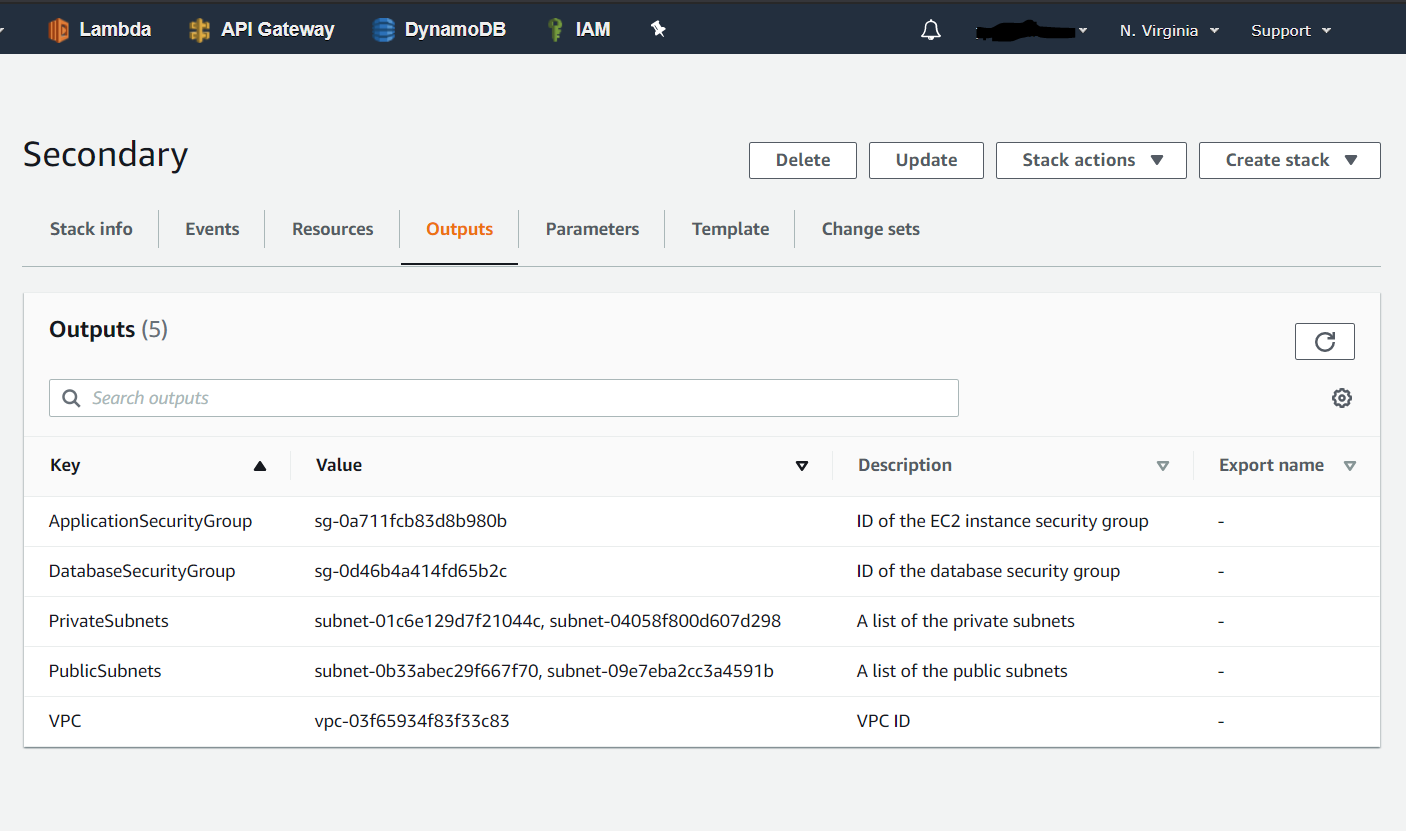 Lambda API Gateway DynamoDB IAM N. Virginia Support
Secondary
Delete Update Stack actions Create stack
Stack info Events Resources Outputs Parameters Template Change sets
Outputs (5)
Search outputs
Key Value Description Export name
ApplicationSecurityGroup sg-0a711fcb83d8b980b ID of the EC2 instance security group -
DatabaseSecurityGroup sg-0d46b4a414fd65b2c ID of the database security group -
PrivateSubnets subnet-01c6e129d7f21044c, subnet-04058f800d607d298 A list of the private subnets -
PublicSubnets subnet-0b33abec29f667f70, subnet-09e7eba2cc3a4591b A list of the public subnets -
VPC vpc-03f65934f83f33c83 VPC ID -